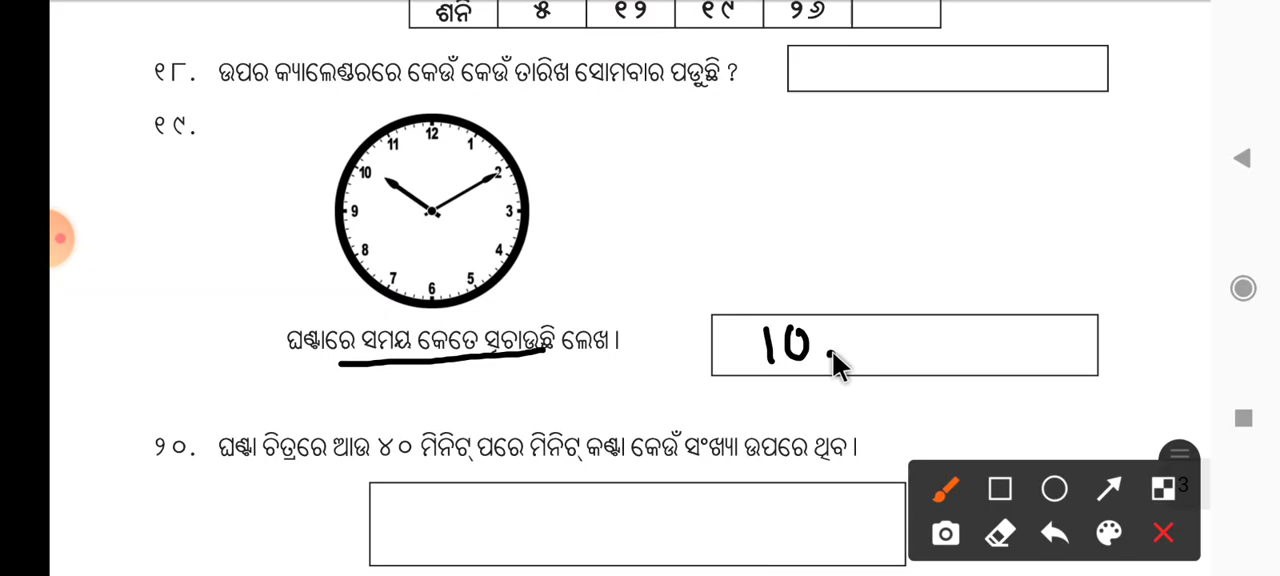 ଶନି ୫ ୧୨ ୧୯ ୨୬
୧୮. ଉପର କ୍ୟାଲେଣ୍ଡରରେ କେଉଁ କେଉଁ ତାରିଖ ସୋମବାର ପଡୁଛି ?
୧୯.
12
11 1
10 2
9 3
8 4
7 5
6
ଘଣ୍ଟାରେ ସମୟ କେତେ ସୂଚାଉଛି ଲେଖ।
10.
୨୦. ଘଣ୍ଟା ଚିତ୍ରରେ ଆଉ ୪୦ ମିନିଟ୍ ପରେ ମିନିଟ୍ କଣ୍ଟା କେଉଁ ସଂଖ୍ୟା ଉପରେ ଥିବ।
3